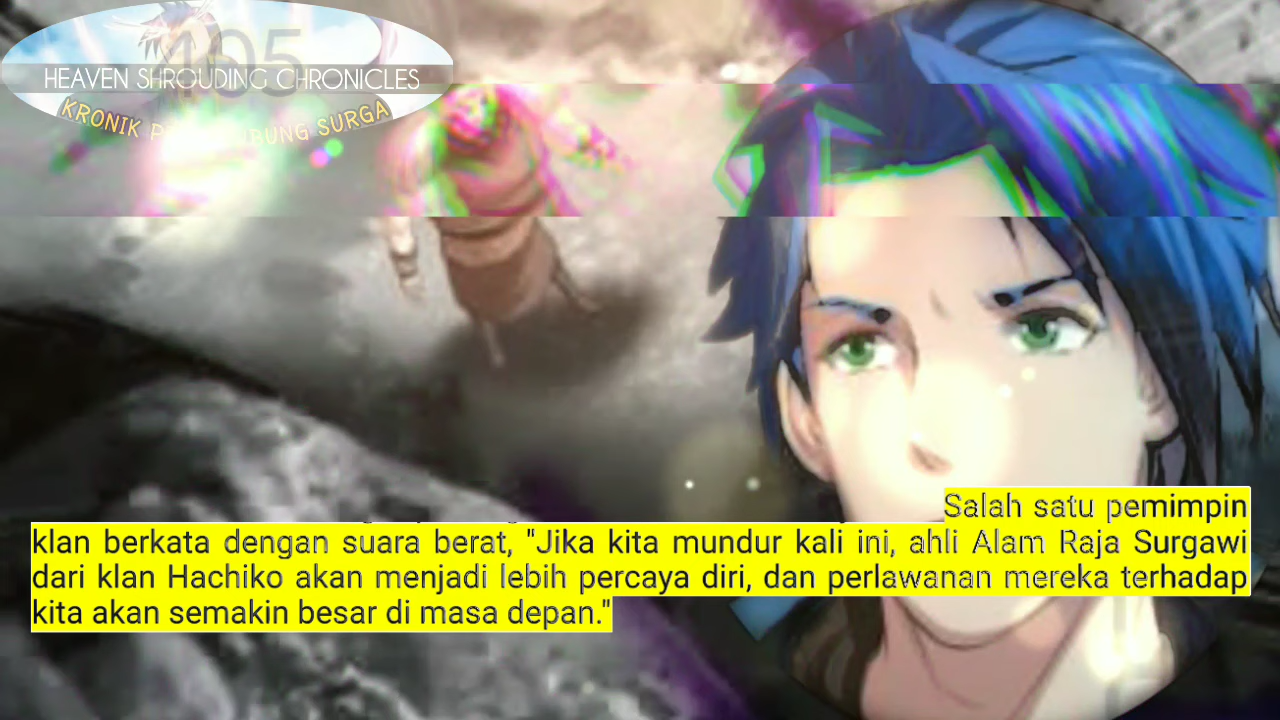 105
HEAVEN SHROUDING CHRONICLES
KRONIK SURGA
Salah satu pemimpin
klan berkata dengan suara berat, "Jika kita mundur kali ini, ahli Alam Raja Surgawi
dari klan Hachiko akan menjadi lebih percaya diri, dan perlawanan mereka terhadap
kita akan semakin besar di masa depan."